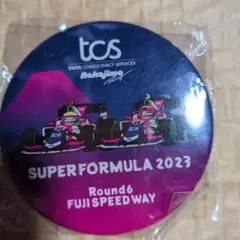 tcs
TATA CONSULTANCY SERVICES
Nakajima
SUPER FORMULA 2023
Round6
FUJI SPEEDWAY